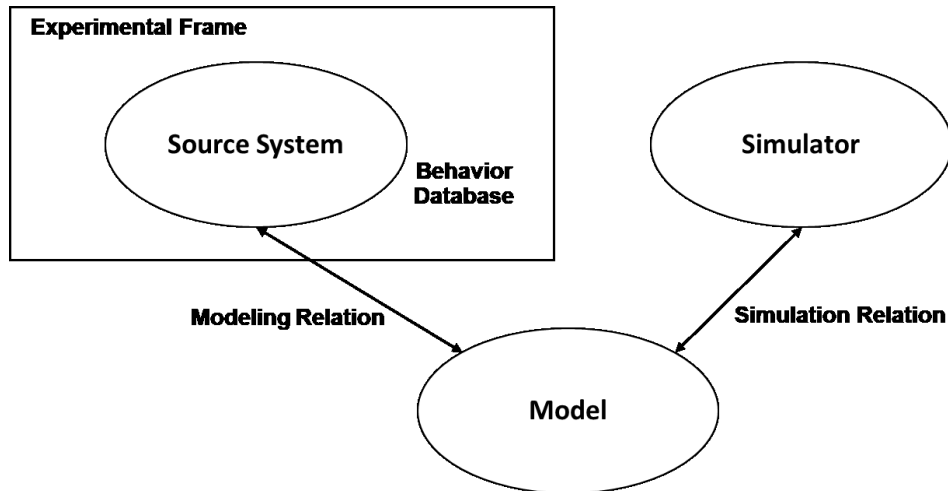 Experimental Frame
Source System
Simulator
Behavior
Database
Modeling Relation
Simulation Relation
Model